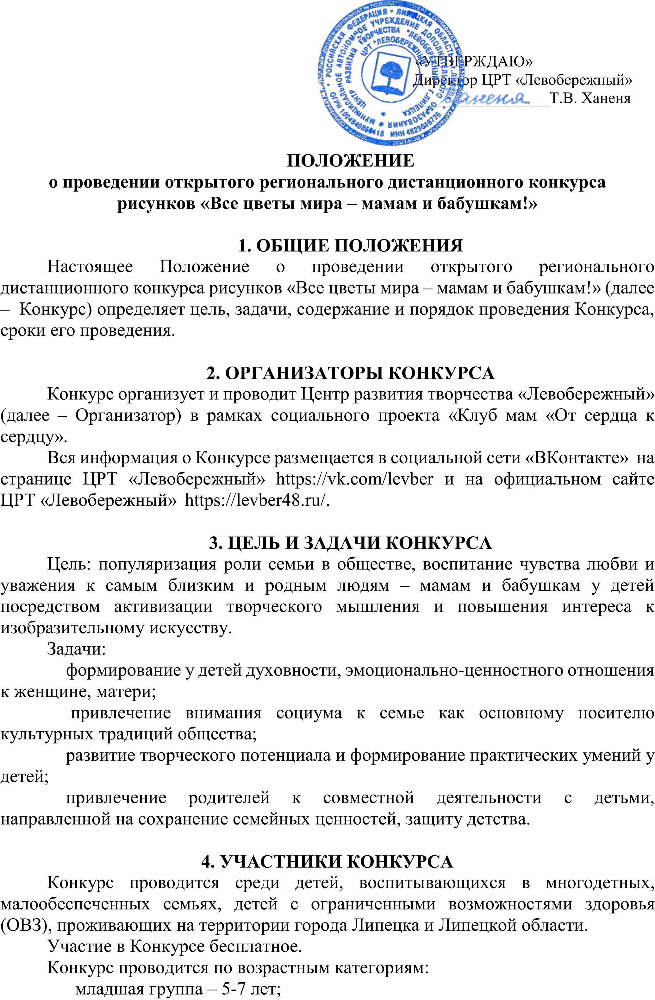 РОССИЙСКАЯ ФЕДЕРАЦИЯ • ЛИПЕЦКАЯ ОБЛАСТЬ
МУНИЦИПАЛЬНОЕ АВТОНОМНОЕ УЧРЕЖДЕНИЕ ДОПОЛНИТЕЛЬНОГО ОБРАЗОВАНИЯ
ЦЕНТР РАЗВИТИЯ ТВОРЧЕСТВА "ЛЕВОБЕРЕЖНЫЙ" Г.ЛИПЕЦКА
ЦРТ "ЛЕВОБЕРЕЖНЫЙ"
ИНН 4823016726
«УТВЕРЖДАЮ»
Директор ЦРТ «Левобережный»
Ханеня Т.В. Ханеня
ПОЛОЖЕНИЕ
о проведении открытого регионального дистанционного конкурса
рисунков «Все цветы мира – мамам и бабушкам!»
1. ОБЩИЕ ПОЛОЖЕНИЯ
Настоящее Положение о проведении открытого регионального
дистанционного конкурса рисунков «Все цветы мира – мамам и бабушкам!» (далее
– Конкурс) определяет цель, задачи, содержание и порядок проведения Конкурса,
сроки его проведения.
2. ОРГАНИЗАТОРЫ КОНКУРСА
Конкурс организует и проводит Центр развития творчества «Левобережный»
(далее – Организатор) в рамках социального проекта «Клуб мам «От сердца к
сердцу».
Вся информация о Конкурсе размещается в социальной сети «ВКонтакте» на
странице ЦРТ «Левобережный» https://vk.com/levber и на официальном сайте
ЦРТ «Левобережный» https://levber48.ru/.
3. ЦЕЛЬ И ЗАДАЧИ КОНКУРСА
Цель: популяризация роли семьи в обществе, воспитание чувства любви и
уважения к самым близким и родным людям – мамам и бабушкам у детей
посредством активизации творческого мышления и повышения интереса к
изобразительному искусству.
Задачи:
формирование у детей духовности, эмоционально-ценностного отношения
к женщине, матери;
привлечение внимания социума к семье как основному носителю
культурных традиций общества;
развитие творческого потенциала и формирование практических умений у
детей;
привлечение родителей к совместной деятельности с детьми,
направленной на сохранение семейных ценностей, защиту детства.
4. УЧАСТНИКИ КОНКУРСА
Конкурс проводится среди детей, воспитывающихся в многодетных,
малообеспеченных семьях, детей с ограниченными возможностями здоровья
(ОВЗ), проживающих на территории города Липецка и Липецкой области.
Участие в Конкурсе бесплатное.
Конкурс проводится по возрастным категориям:
младшая группа – 5-7 лет;